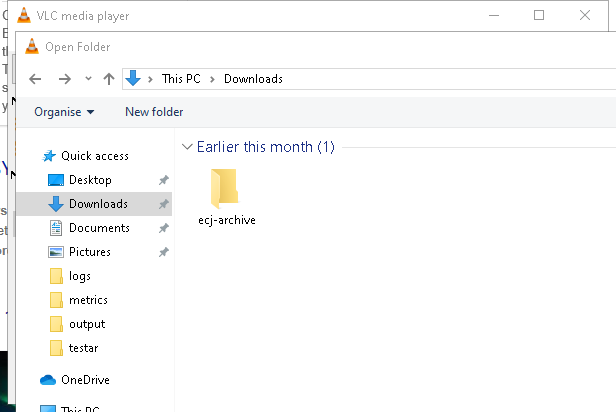 VLC media player
Open Folder
This PC > Downloads
Organise
New folder
Quick access
Desktop
Downloads
Documents
Pictures
logs
metrics
output
testar
OneDrive
This PC
Earlier this month (1)
ecj-archive